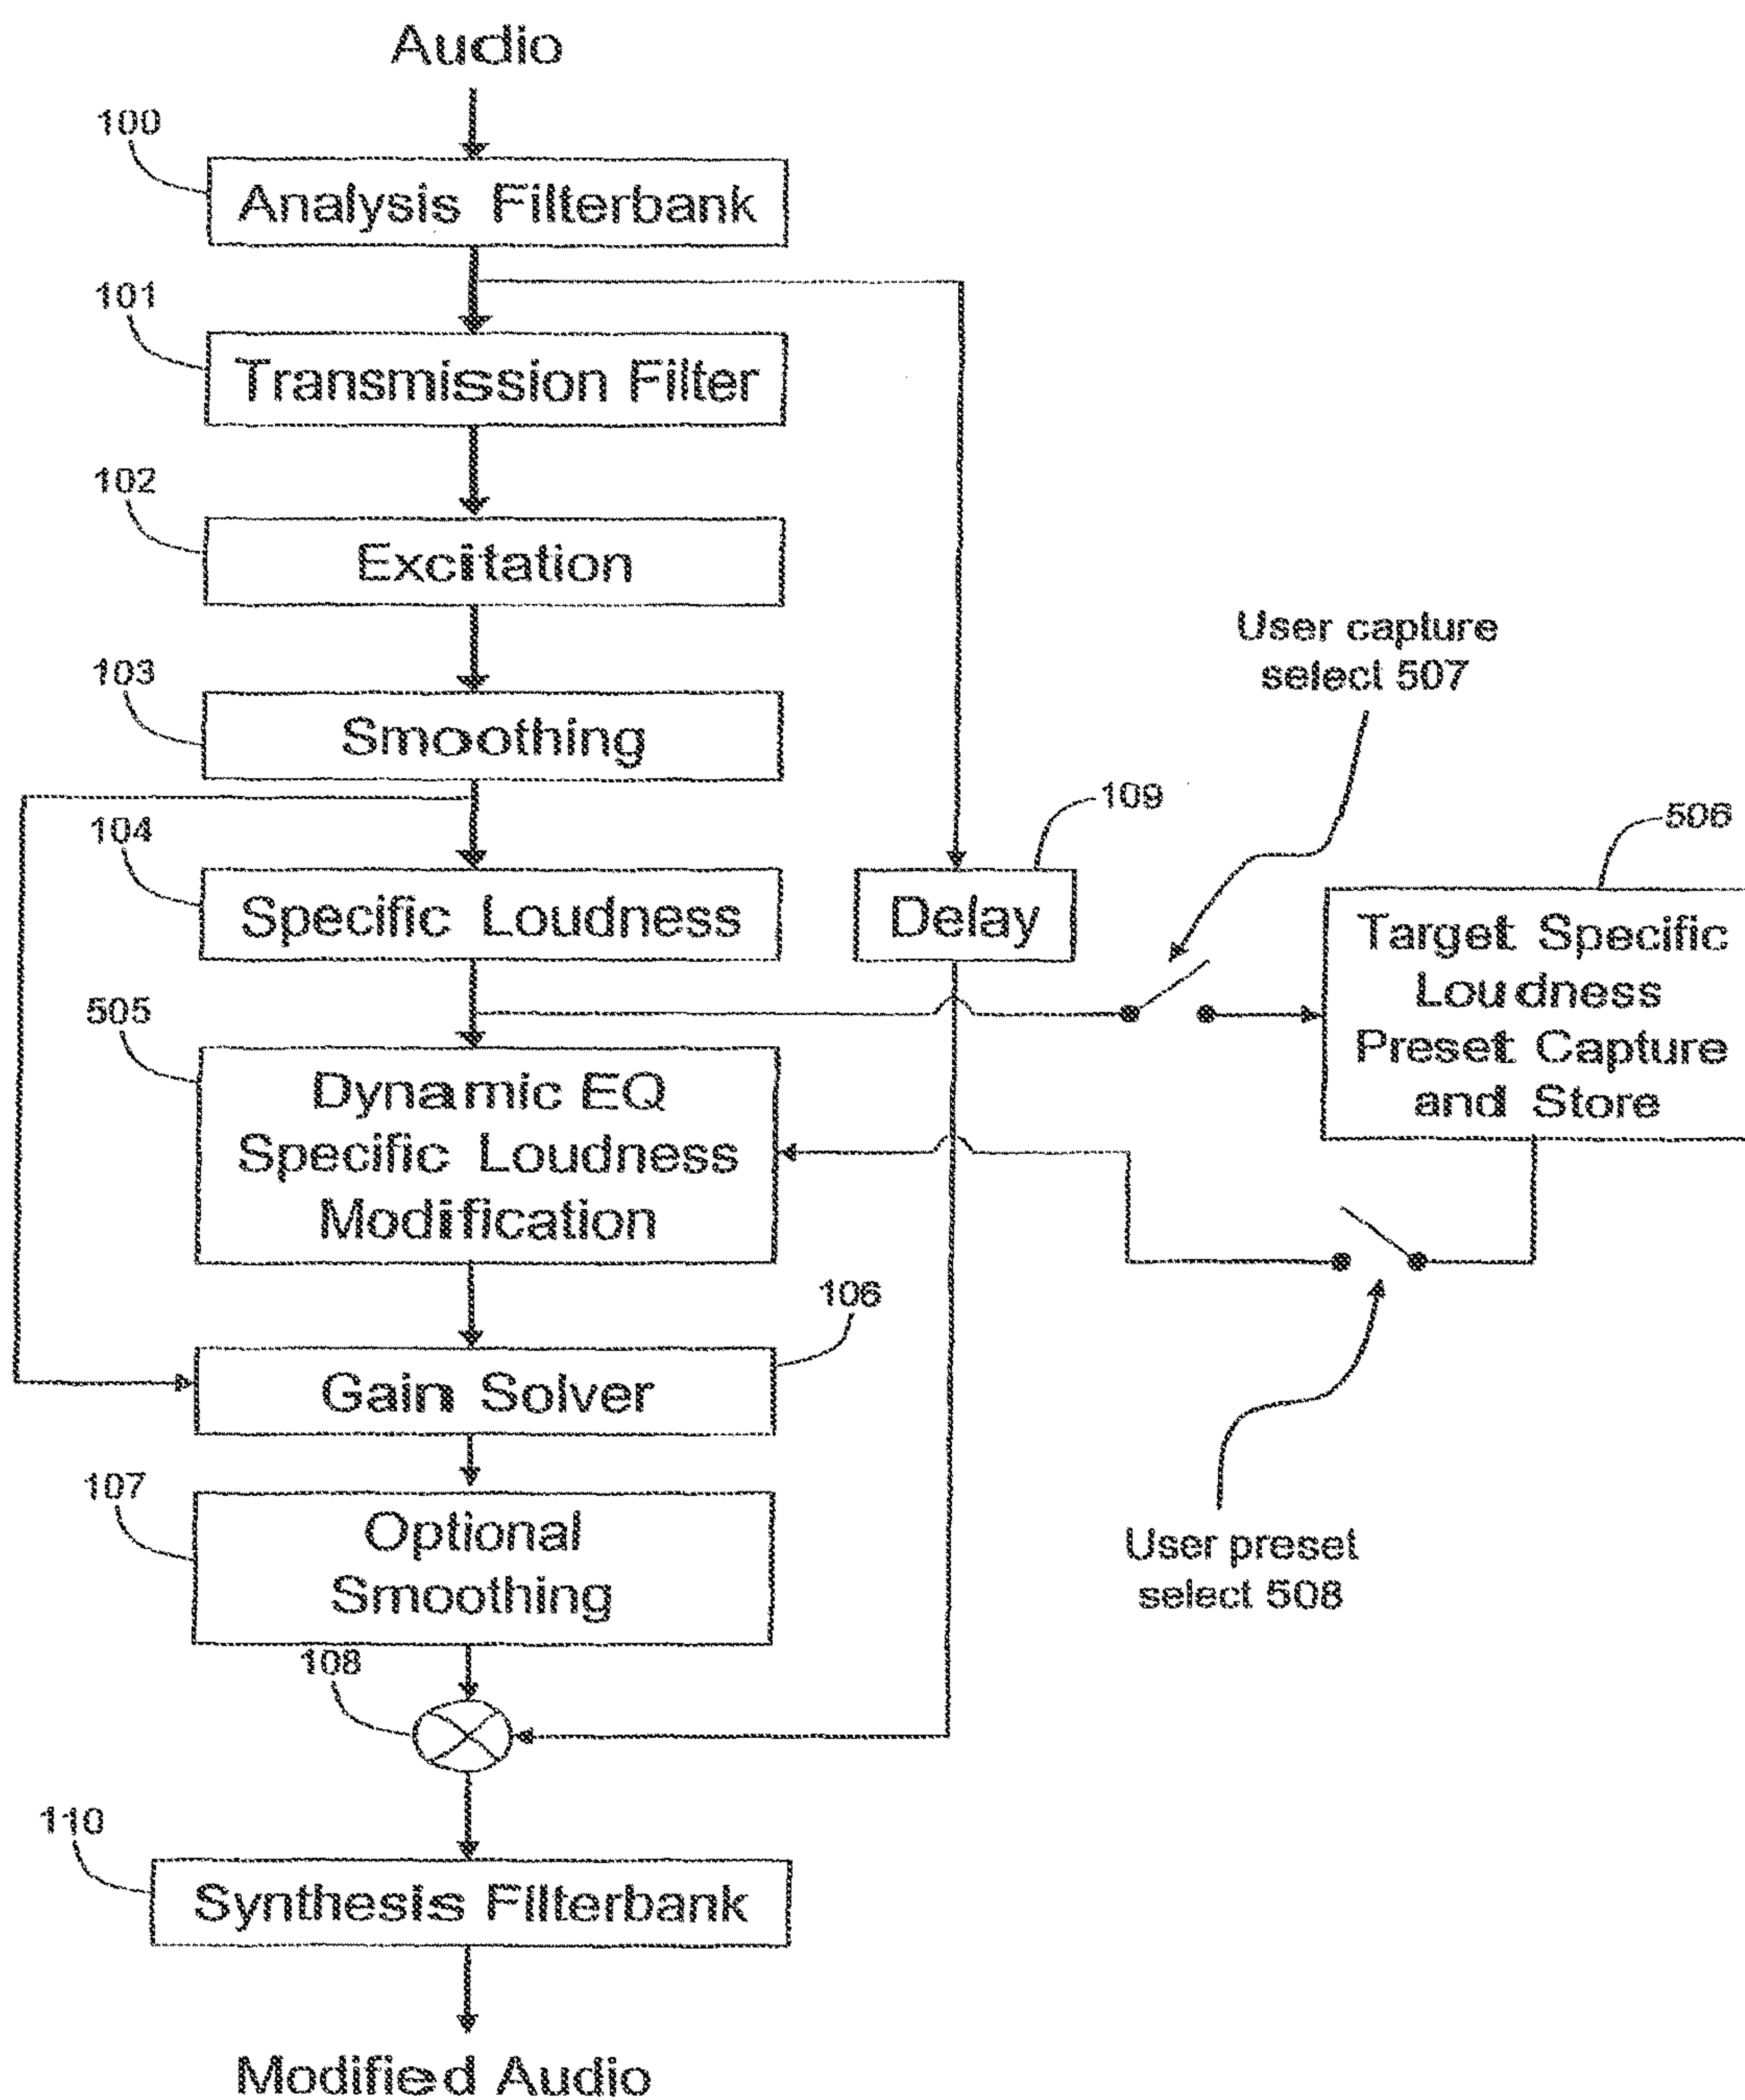 Audio
100
Analysis Filterbank
101
Transmission Filter
102
Excitation
User capture
select 507
103
Smoothing
109
506
104
Specific Loudness
Delay
Target Specific
Loudness
Preset Capture
and Store
505
Dynamic EQ
Specific Loudness
Modification
106
Gain Solver
107
Optional
Smoothing
User preset
select 508
108
110
Synthesis Filterbank
Modified Audio